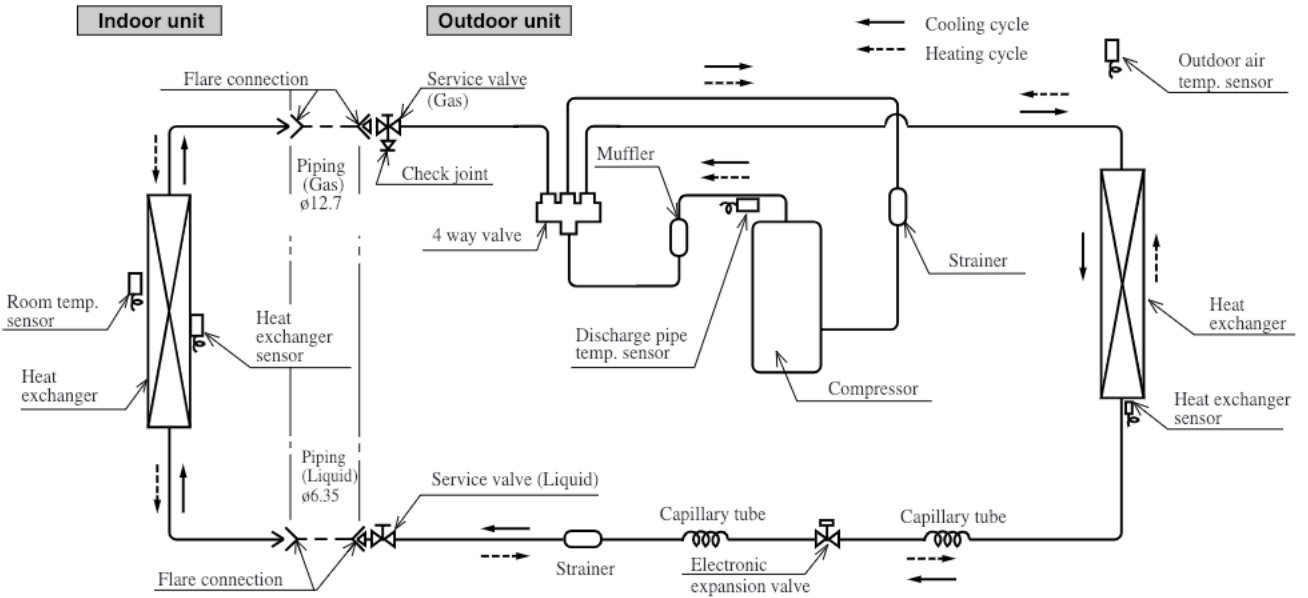 Indoor unit
Outdoor unit
Cooling cycle
Heating cycle
Outdoor air
temp. sensor
Flare connection
Service valve
(Gas)
Check joint
Muffler
Piping
(Gas)
ø12.7
4 way valve
Strainer
Room temp.
sensor
Heat
exchanger
sensor
Discharge pipe
temp. sensor
Heat
exchanger
Heat
exchanger
Compressor
Heat exchanger
sensor
Piping
(Liquid)
ø6.35
Service valve (Liquid)
Capillary tube
Capillary tube
Strainer
Electronic
expansion valve
Flare connection